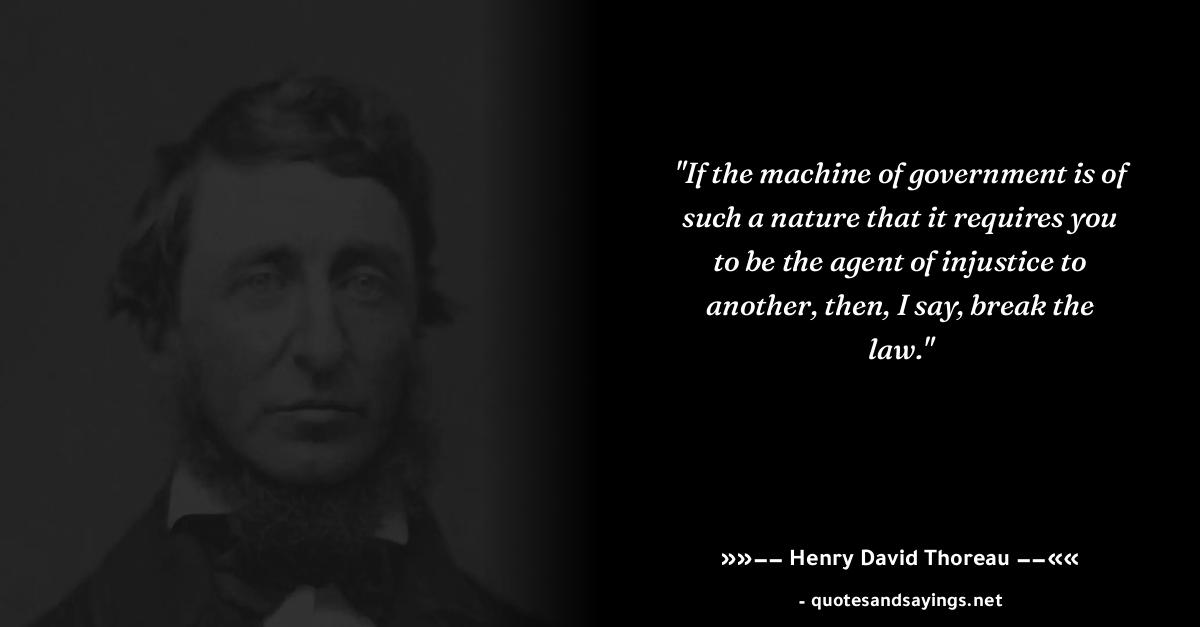 "If the machine of government is of
such a nature that it requires you
to be the agent of injustice to
another, then, I say, break the
law."
»»−− Henry David Thoreau −−««
- quotesandsayings.net